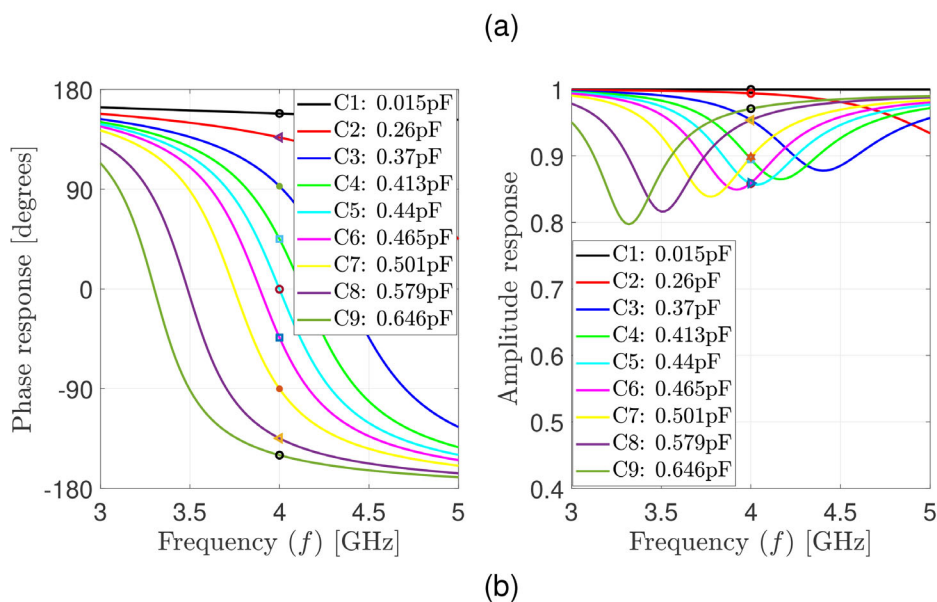 (a)
Phase response [degrees]
180
90
0
-90
-180
C1: 0.015pF
C2: 0.26pF
C3: 0.37pF
C4: 0.413pF
C5: 0.44pF
C6: 0.465pF
C7: 0.501pF
C8: 0.579pF
C9: 0.646pF
3 3.5 4 4.5 5
Frequency (f) [GHz]
Amplitude response
1
0.9
0.8
0.7
0.6
0.5
0.4
C1: 0.015pF
C2: 0.26pF
C3: 0.37pF
C4: 0.413pF
C5: 0.44pF
C6: 0.465pF
C7: 0.501pF
C8: 0.579pF
C9: 0.646pF
3 3.5 4 4.5 5
Frequency (f) [GHz]
(b)